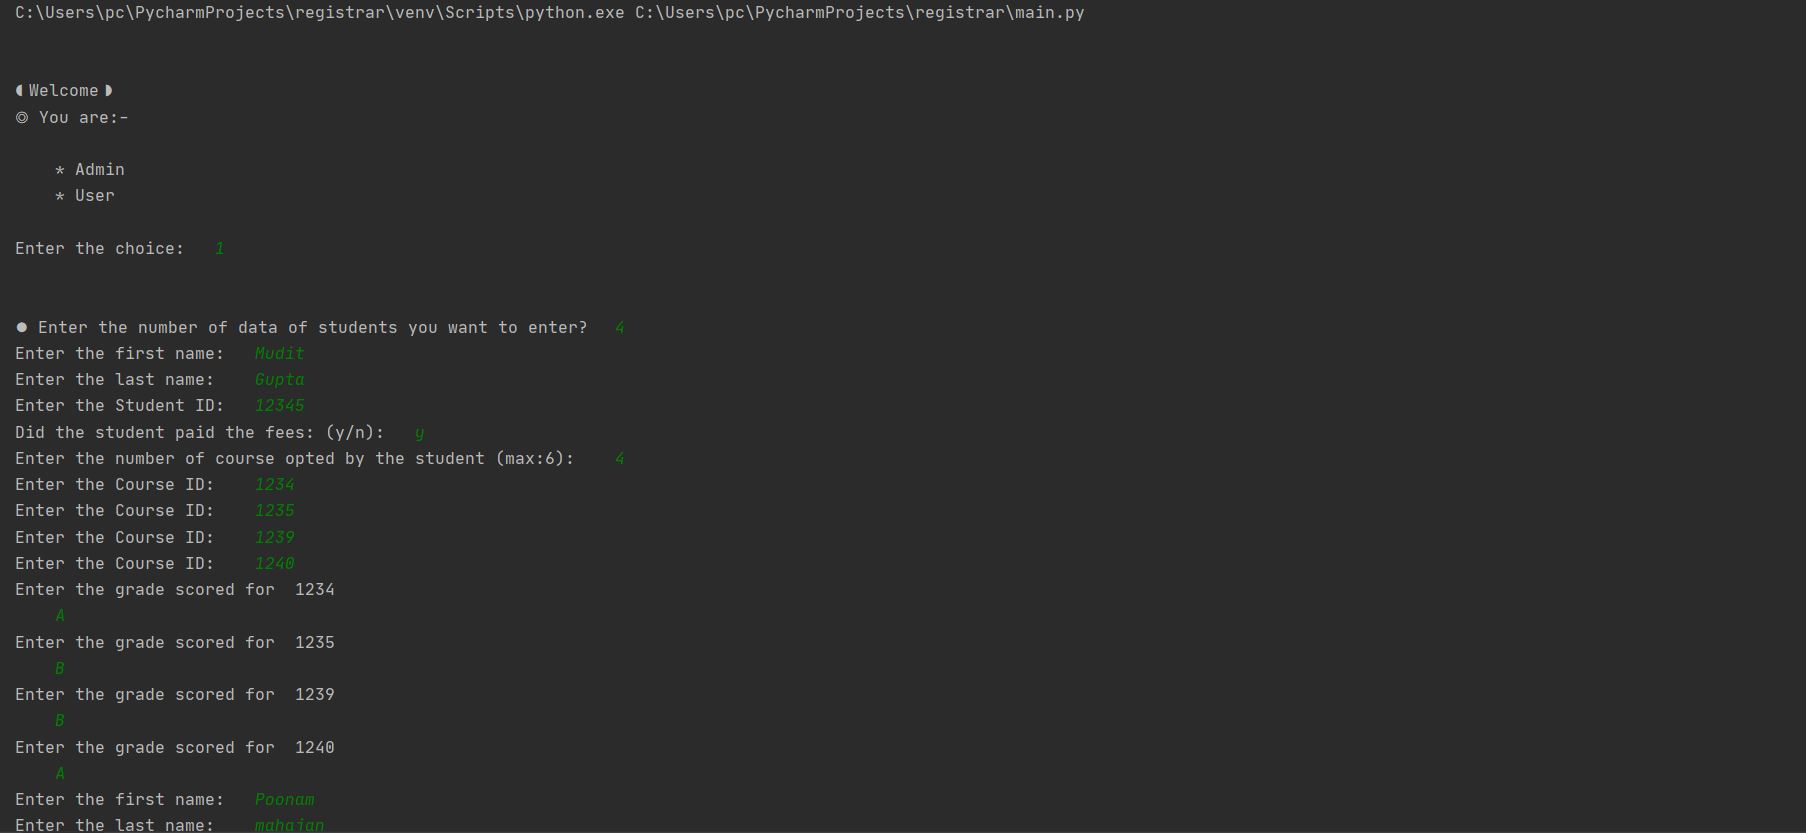 C:\Users\pc\PycharmProjects\registrar\venv\Scripts\python.exe C:\Users\pc\PycharmProjects\registrar\main.py
◖Welcome◗
◎ You are:-
* Admin
* User
Enter the choice: 1
● Enter the number of data of students you want to enter? 4
Enter the first name: Mudit
Enter the last name: Gupta
Enter the Student ID: 12345
Did the student paid the fees: (y/n): y
Enter the number of course opted by the student (max:6): 4
Enter the Course ID: 1234
Enter the Course ID: 1235
Enter the Course ID: 1239
Enter the Course ID: 1240
Enter the grade scored for 1234
A
Enter the grade scored for 1235
B
Enter the grade scored for 1239
B
Enter the grade scored for 1240
A
Enter the first name: Poonam
Enter the last name: mahajan